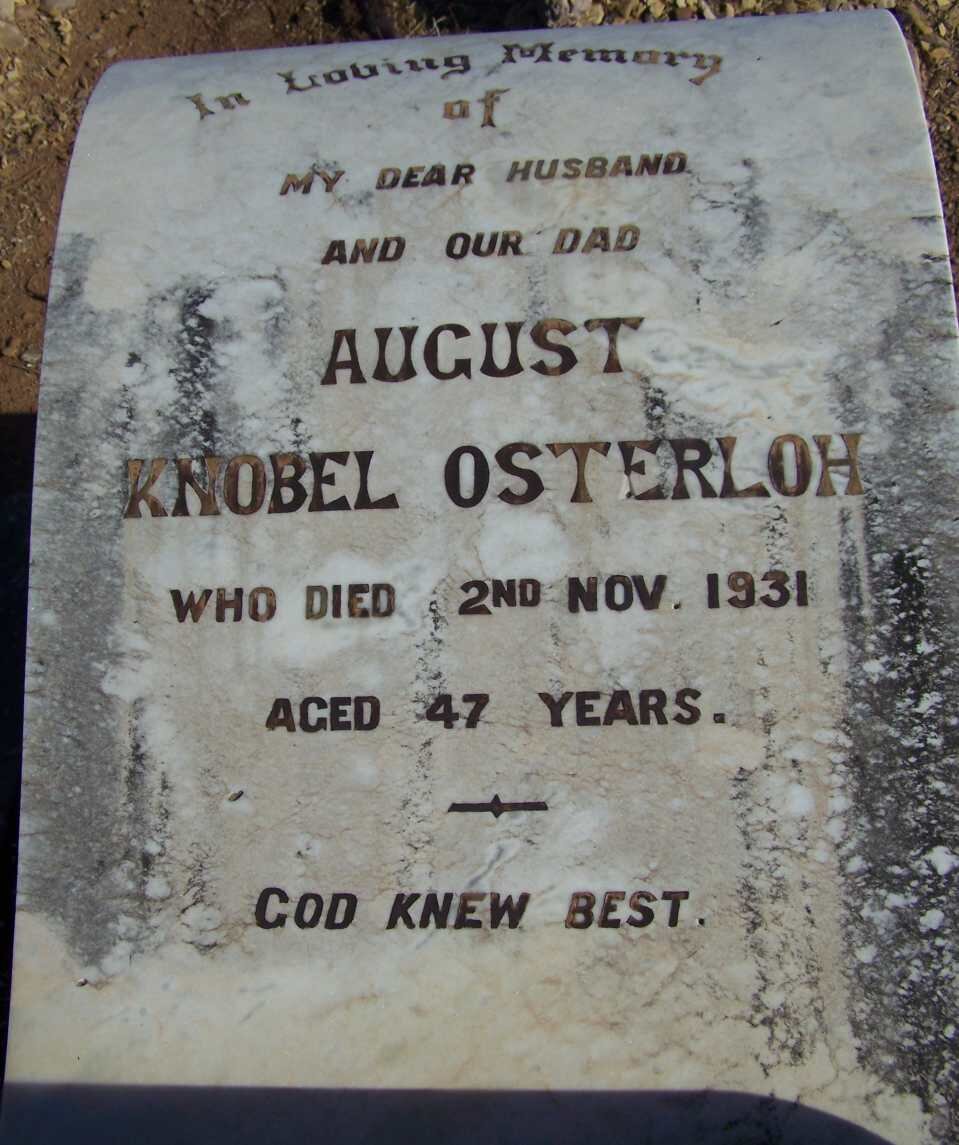 In Loving Memory
of
MY DEAR HUSBAND
AND OUR DAD
AUGUST
KNOBEL OSTERLOH
WHO DIED 2ND NOV. 1931
AGED 47 YEARS.
GOD KNEW BEST.